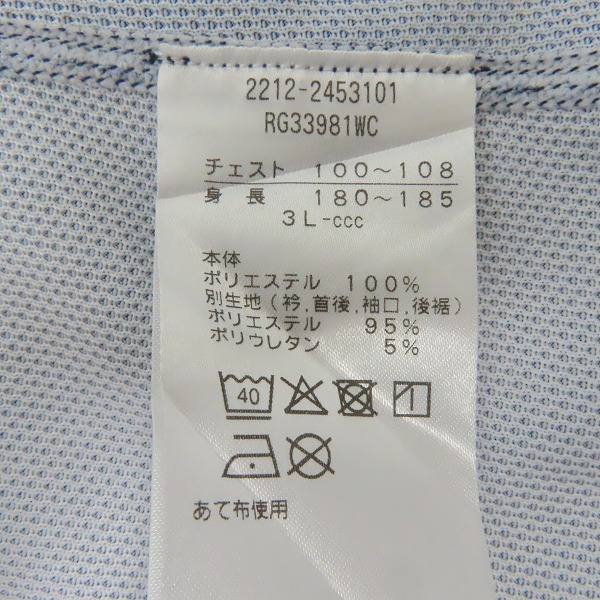 2212-2453101
RG33981WC
チェスト 100～108
身 長 180～185
3L-ccc
本体
ポリエステル 100%
別生地(衿,首後,袖口,後裾)
ポリエステル 95%
ポリウレタン 5%
40
あて布使用